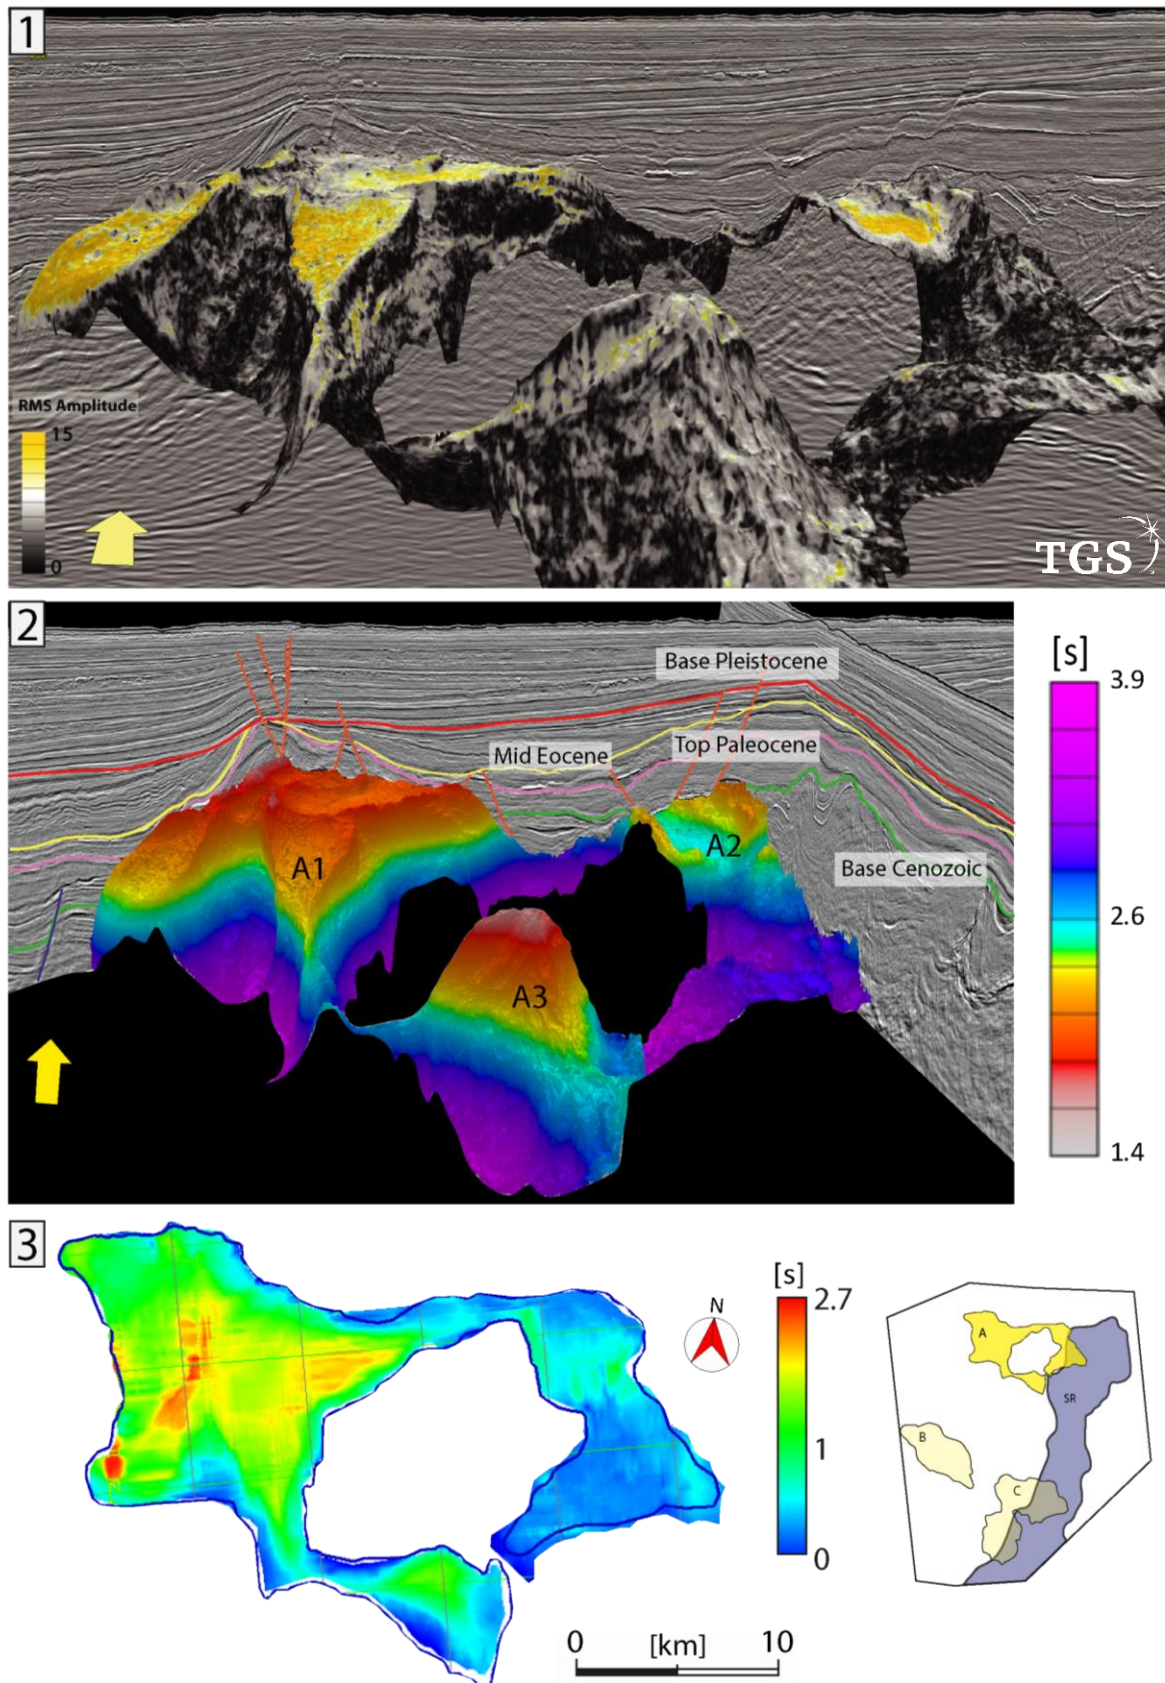 1
RMS Amplitude
15
0
TGS
2
[s]
Base Pleistocene
3.9
Mid Eocene
Top Paleocene
A1
A2
Base Cenozoic
2.6
A3
1.4
3
[s]
2.7
N
1
0
A
SR
B
C
0 [km] 10